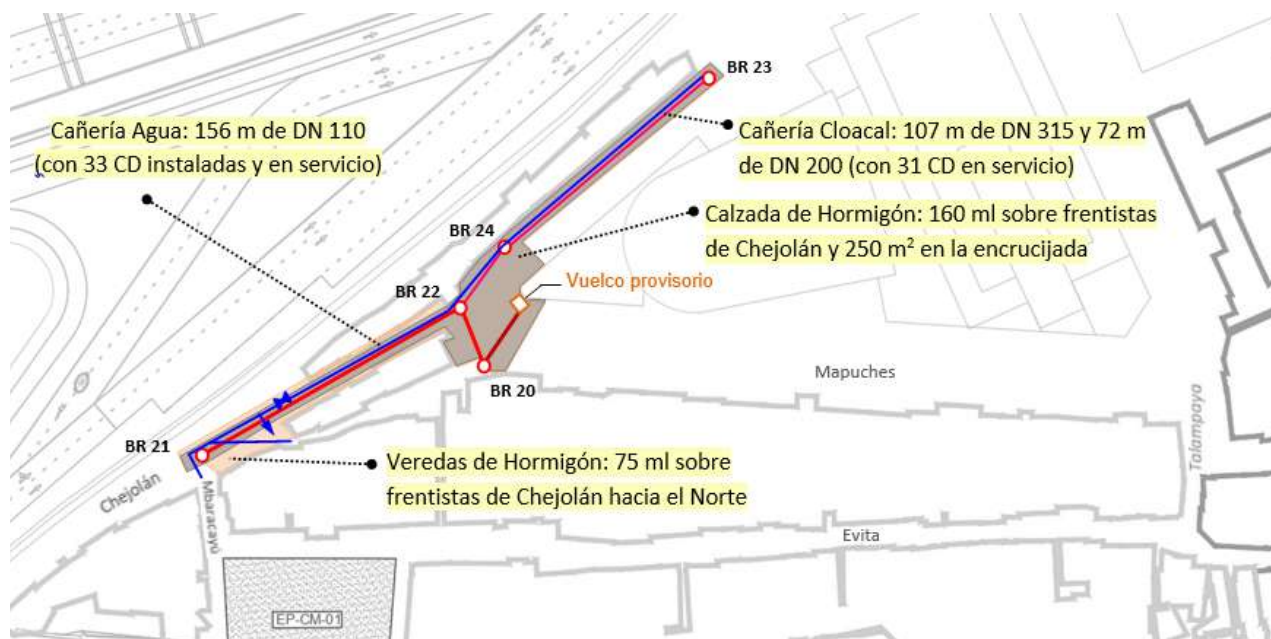 BR 23
Cañería Agua: 156 m de DN 110
(con 33 CD instaladas y en servicio)
Cañería Cloacal: 107 m de DN 315 y 72 m
de DN 200 (con 31 CD en servicio)
Calzada de Hormigón: 160 ml sobre frentistas
de Chejolán y 250 m² en la encrucijada
BR 24
Vuelco provisorio
BR 22
BR 20
Mapuches
BR 21
Talampaya
Veredas de Hormigón: 75 ml sobre
frentistas de Chejolán hacia el Norte
Chejolán
Mbaracayú
Evita
EP-CM-01